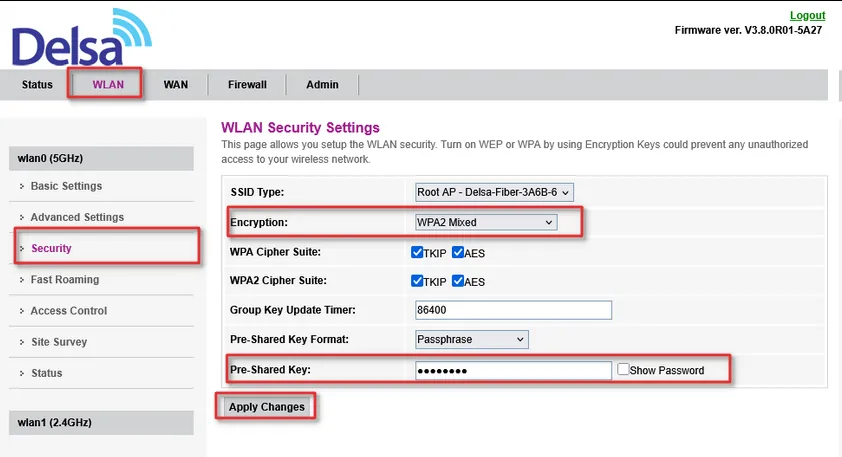 Logout
Firmware ver. V3.8.0R01-5A27
Delsa
Status WLAN WAN Firewall Admin
wlan0 (5GHz)
Basic Settings
Advanced Settings
Security
Fast Roaming
Access Control
Site Survey
Status
wlan1 (2.4GHz)
WLAN Security Settings
This page allows you setup the WLAN security. Turn on WEP or WPA by using Encryption Keys could prevent any unauthorized
access to your wireless network.
SSID Type: Root AP - Delsa-Fiber-3A6B-6
Encryption: WPA2 Mixed
WPA Cipher Suite: TKIP AES
WPA2 Cipher Suite: TKIP AES
Group Key Update Timer: 86400
Pre-Shared Key Format: Passphrase
Pre-Shared Key: ●●●●●●●● Show Password
Apply Changes